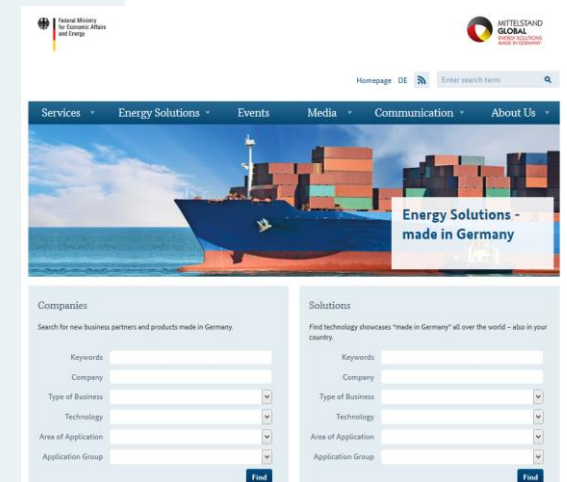 Federal Ministry
for Economic Affairs
and Energy
MITTELSTAND
GLOBAL
ENERGY SOLUTIONS
MADE IN GERMANY
Homepage DE Enter search term
Services Energy Solutions Events Media Communication About Us
Energy Solutions -
made in Germany
Companies
Search for new business partners and products made in Germany.
Keywords
Company
Type of Business
Technology
Area of Application
Application Group
Find
Solutions
Find technology showcases "made in Germany" all over the world – also in your
country.
Keywords
Company
Type of Business
Technology
Area of Application
Application Group
Find